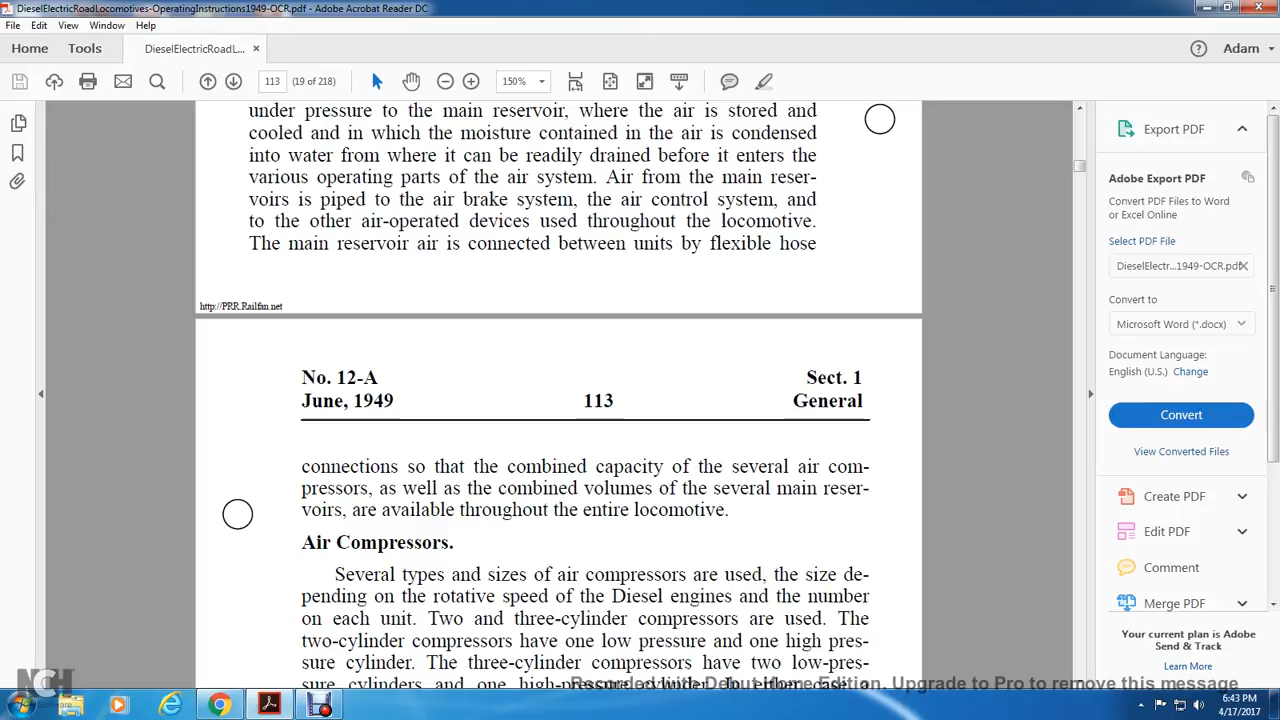 DieselElectricRoadLocomotives-OperatingInstructions1949-OCR.pdf - Adobe Acrobat Reader DC
File Edit View Window Help
Home Tools DieselElectricRoadL... × Adam
113 (19 of 218) 150%
under pressure to the main reservoir, where the air is stored and
cooled and in which the moisture contained in the air is condensed
into water from where it can be readily drained before it enters the
various operating parts of the air system. Air from the main reser-
voirs is piped to the air brake system, the air control system, and
to the other air-operated devices used throughout the locomotive.
The main reservoir air is connected between units by flexible hose
http://PRR.Railfan.net
No. 12-A Sect. 1
June, 1949 113 General
connections so that the combined capacity of the several air com-
pressors, as well as the combined volumes of the several main reser-
voirs, are available throughout the entire locomotive.
Air Compressors.
Several types and sizes of air compressors are used, the size de-
pending on the rotative speed of the Diesel engines and the number
on each unit. Two and three-cylinder compressors are used. The
two-cylinder compressors have one low pressure and one high pres-
sure cylinder. The three-cylinder compressors have two low-pres-
sure cylinders and one high-pressure cylinder. In either case a
Export PDF
Adobe Export PDF
Convert PDF Files to Word
or Excel Online
Select PDF File
DieselElectr...1949-OCR.pdf
Convert to
Microsoft Word (*.docx)
Document Language:
English (U.S.) Change
Convert
View Converted Files
Create PDF
Edit PDF
Comment
Merge PDF
Your current plan is Adobe
Send & Track
Learn More
NCH
Software
Recorded with Debut Home Edition. Upgrade to Pro to remove this message
6:43 PM
4/17/2017